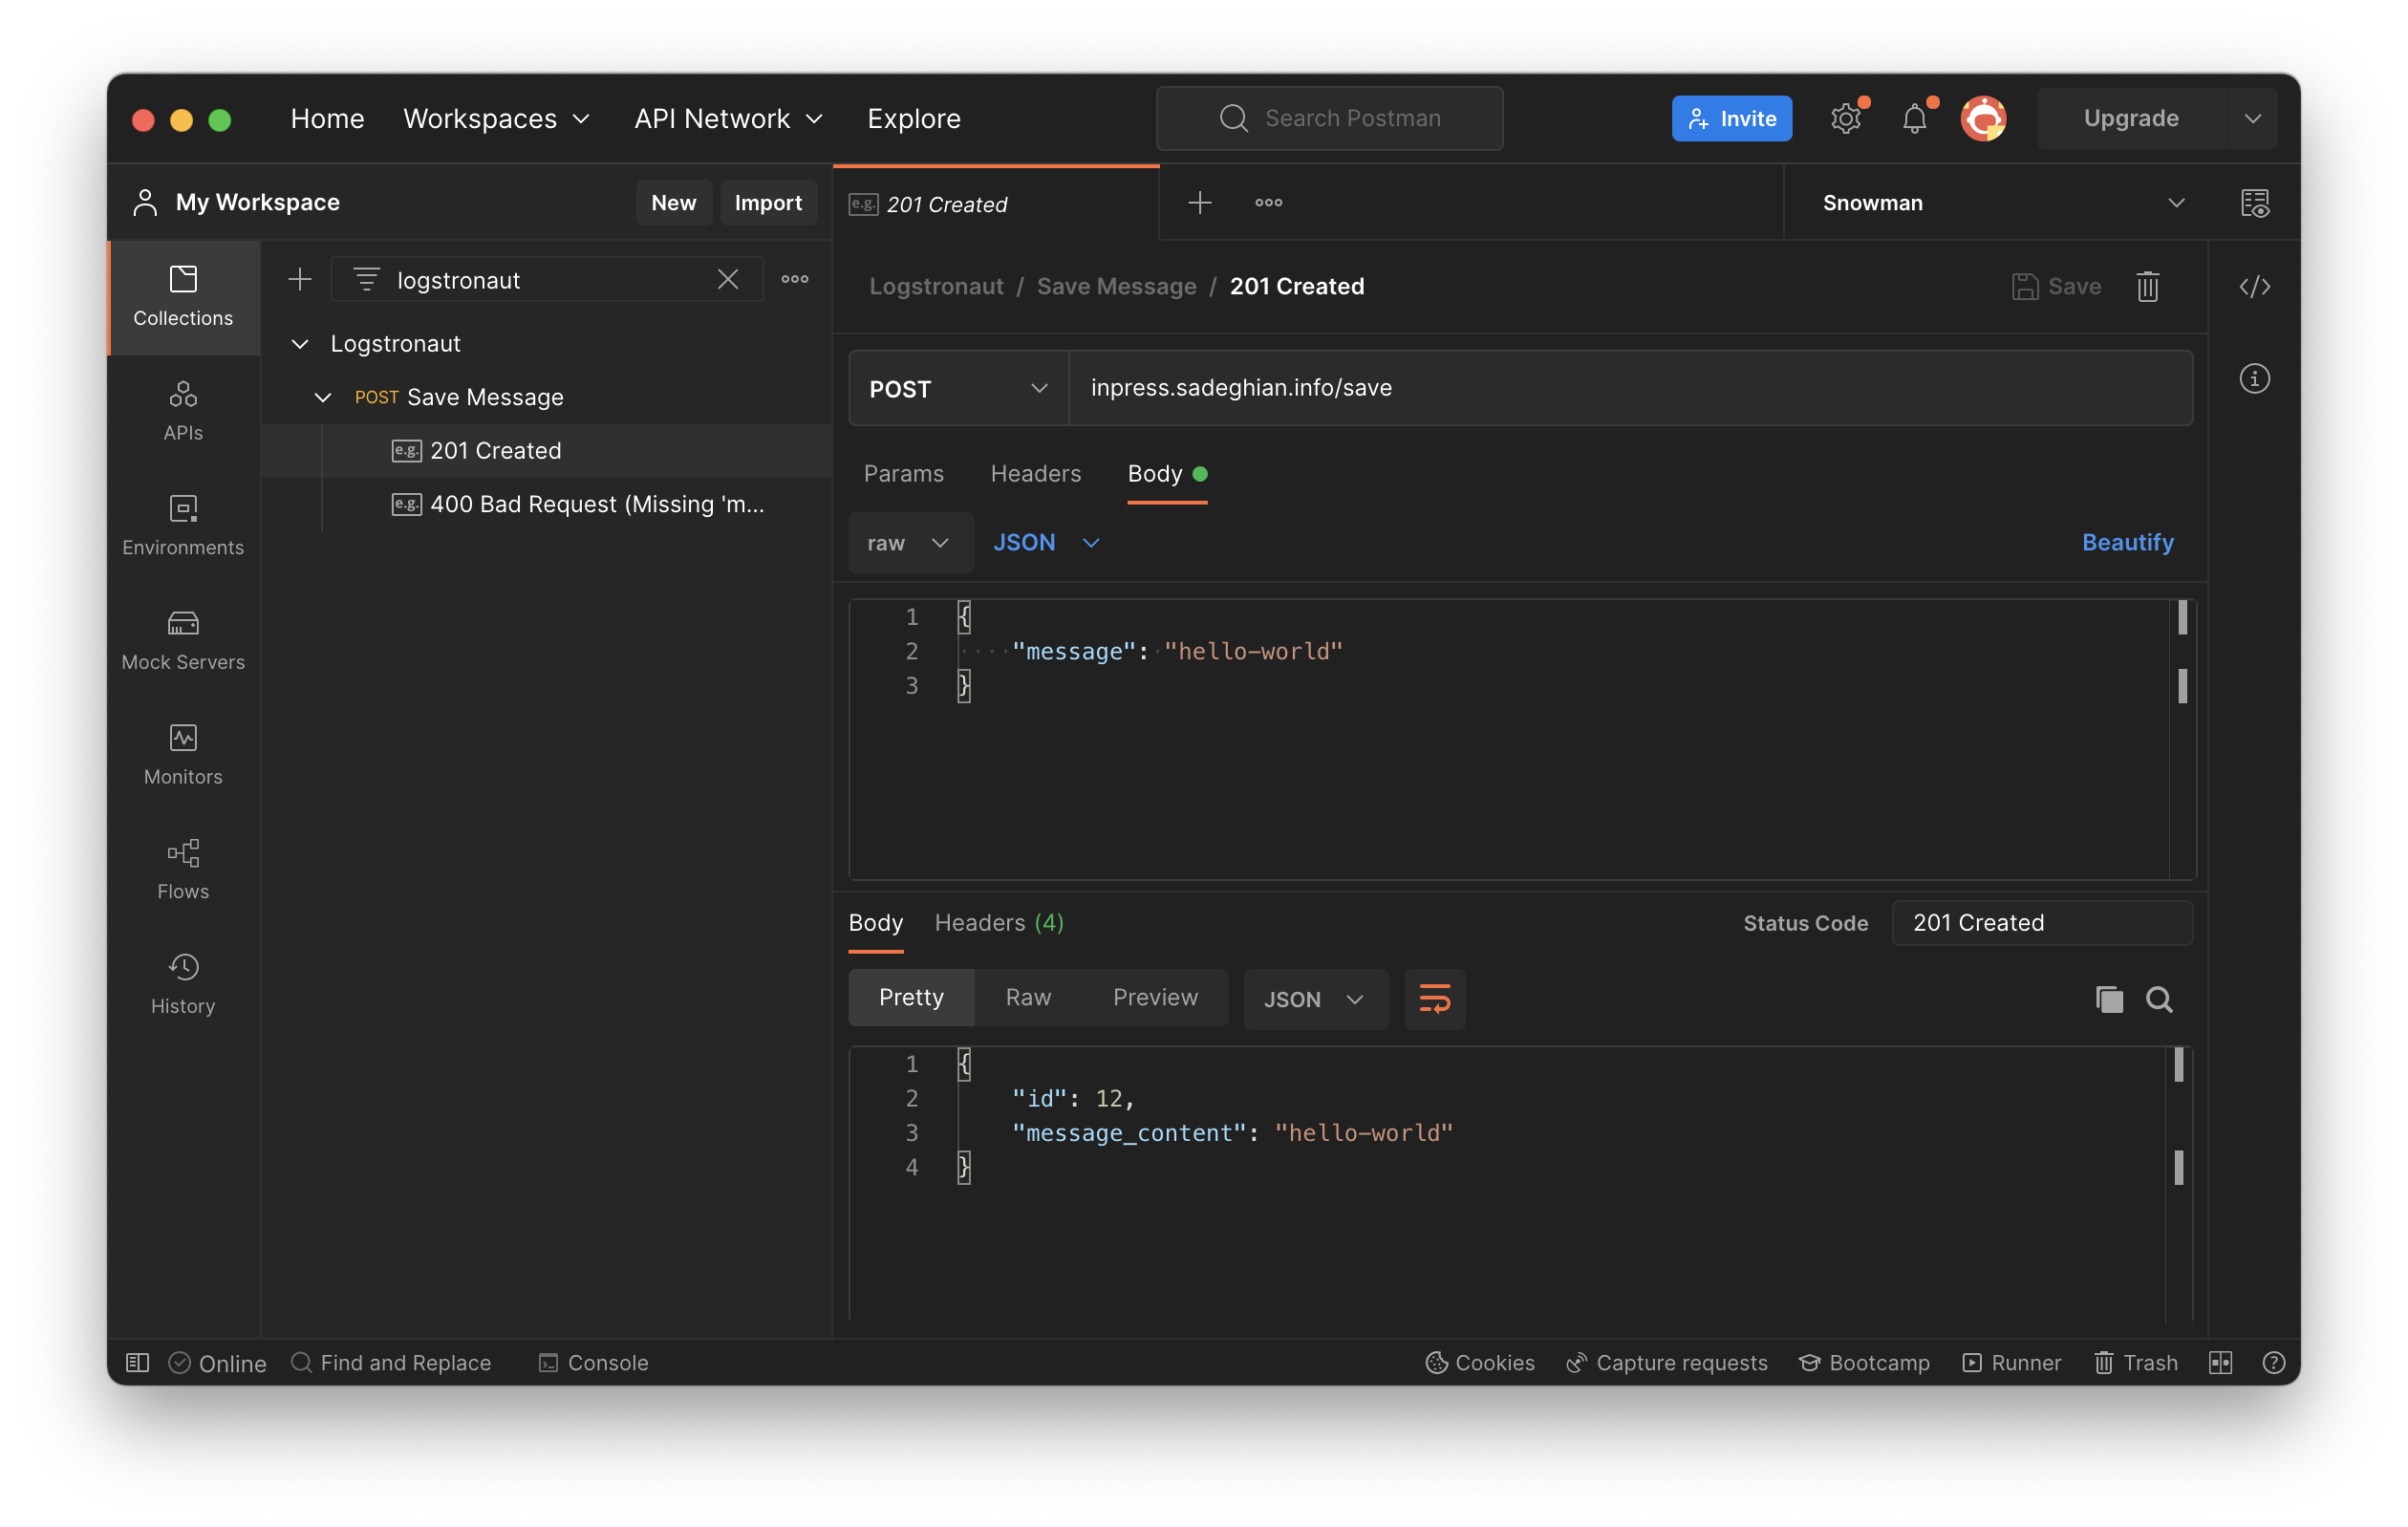 Home Workspaces API Network Explore Search Postman Invite Upgrade
My Workspace New Import
e.g. 201 Created Snowman
Collections
APIs
Environments
Mock Servers
Monitors
Flows
History
logstronaut
Logstronaut
POST Save Message
e.g. 201 Created
e.g. 400 Bad Request (Missing 'm...
Logstronaut / Save Message / 201 Created Save
POST inpress.sadeghian.info/save
Params Headers Body
raw JSON Beautify
1 {
2 ····"message":·"hello-world"
3 }
Body Headers (4) Status Code 201 Created
Pretty Raw Preview JSON
1 {
2 "id": 12,
3 "message_content": "hello-world"
4 }
Online Find and Replace Console Cookies Capture requests Bootcamp Runner Trash